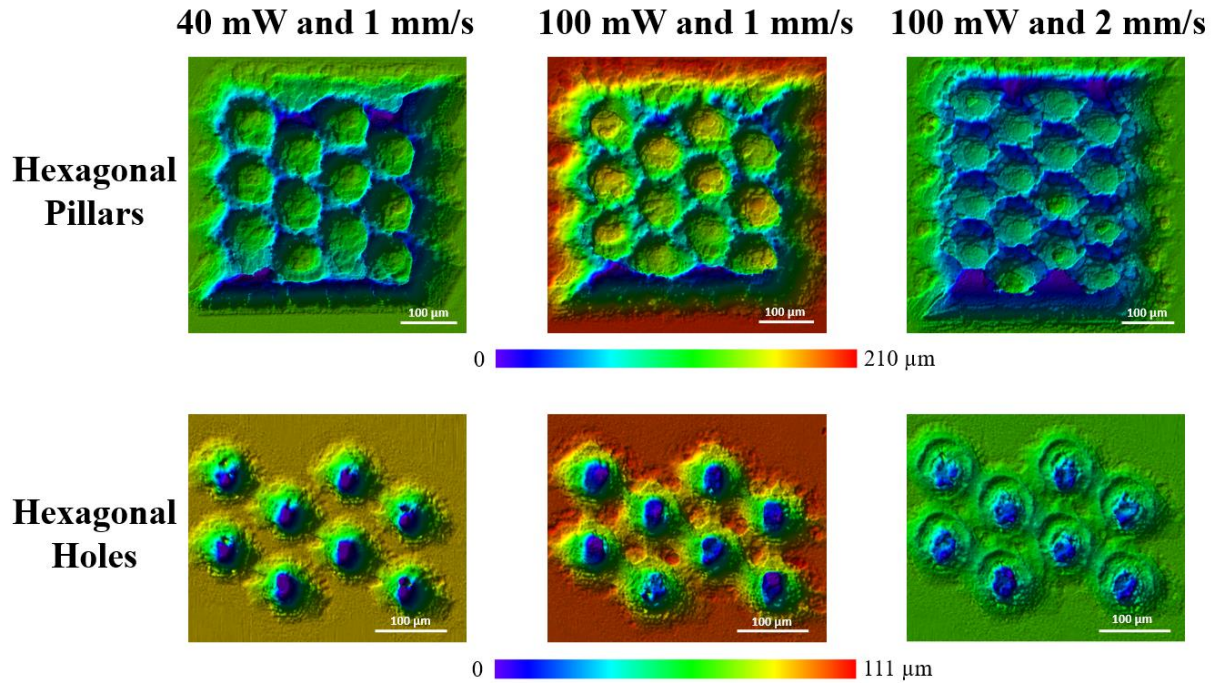 40 mW and 1 mm/s
100 mW and 1 mm/s
100 mW and 2 mm/s
Hexagonal
Pillars
100 µm
100 µm
100 µm
0
210 µm
Hexagonal
Holes
100 µm
100 µm
100 µm
0
111 µm